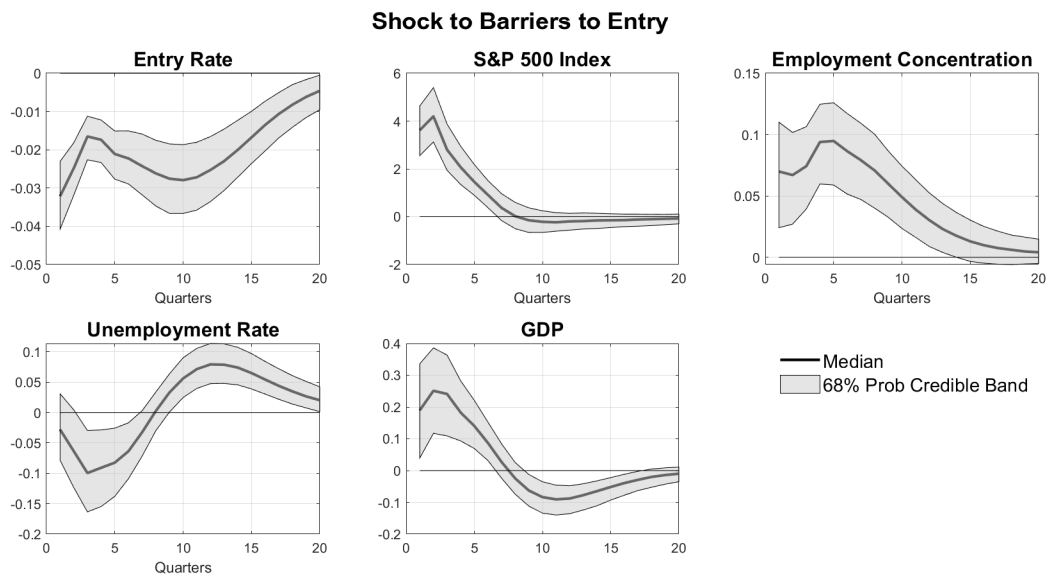 Shock to Barriers to Entry
Entry Rate
0
-0.01
-0.02
-0.03
-0.04
-0.05
0 5 10 15 20
Quarters
S&P 500 Index
6
4
2
0
-2
0 5 10 15 20
Quarters
Employment Concentration
0.15
0.1
0.05
0
0 5 10 15 20
Quarters
Unemployment Rate
0.1
0.05
0
-0.05
-0.1
-0.15
-0.2
0 5 10 15 20
Quarters
GDP
0.4
0.3
0.2
0.1
0
-0.1
-0.2
0 5 10 15 20
Quarters
Median
68% Prob Credible Band